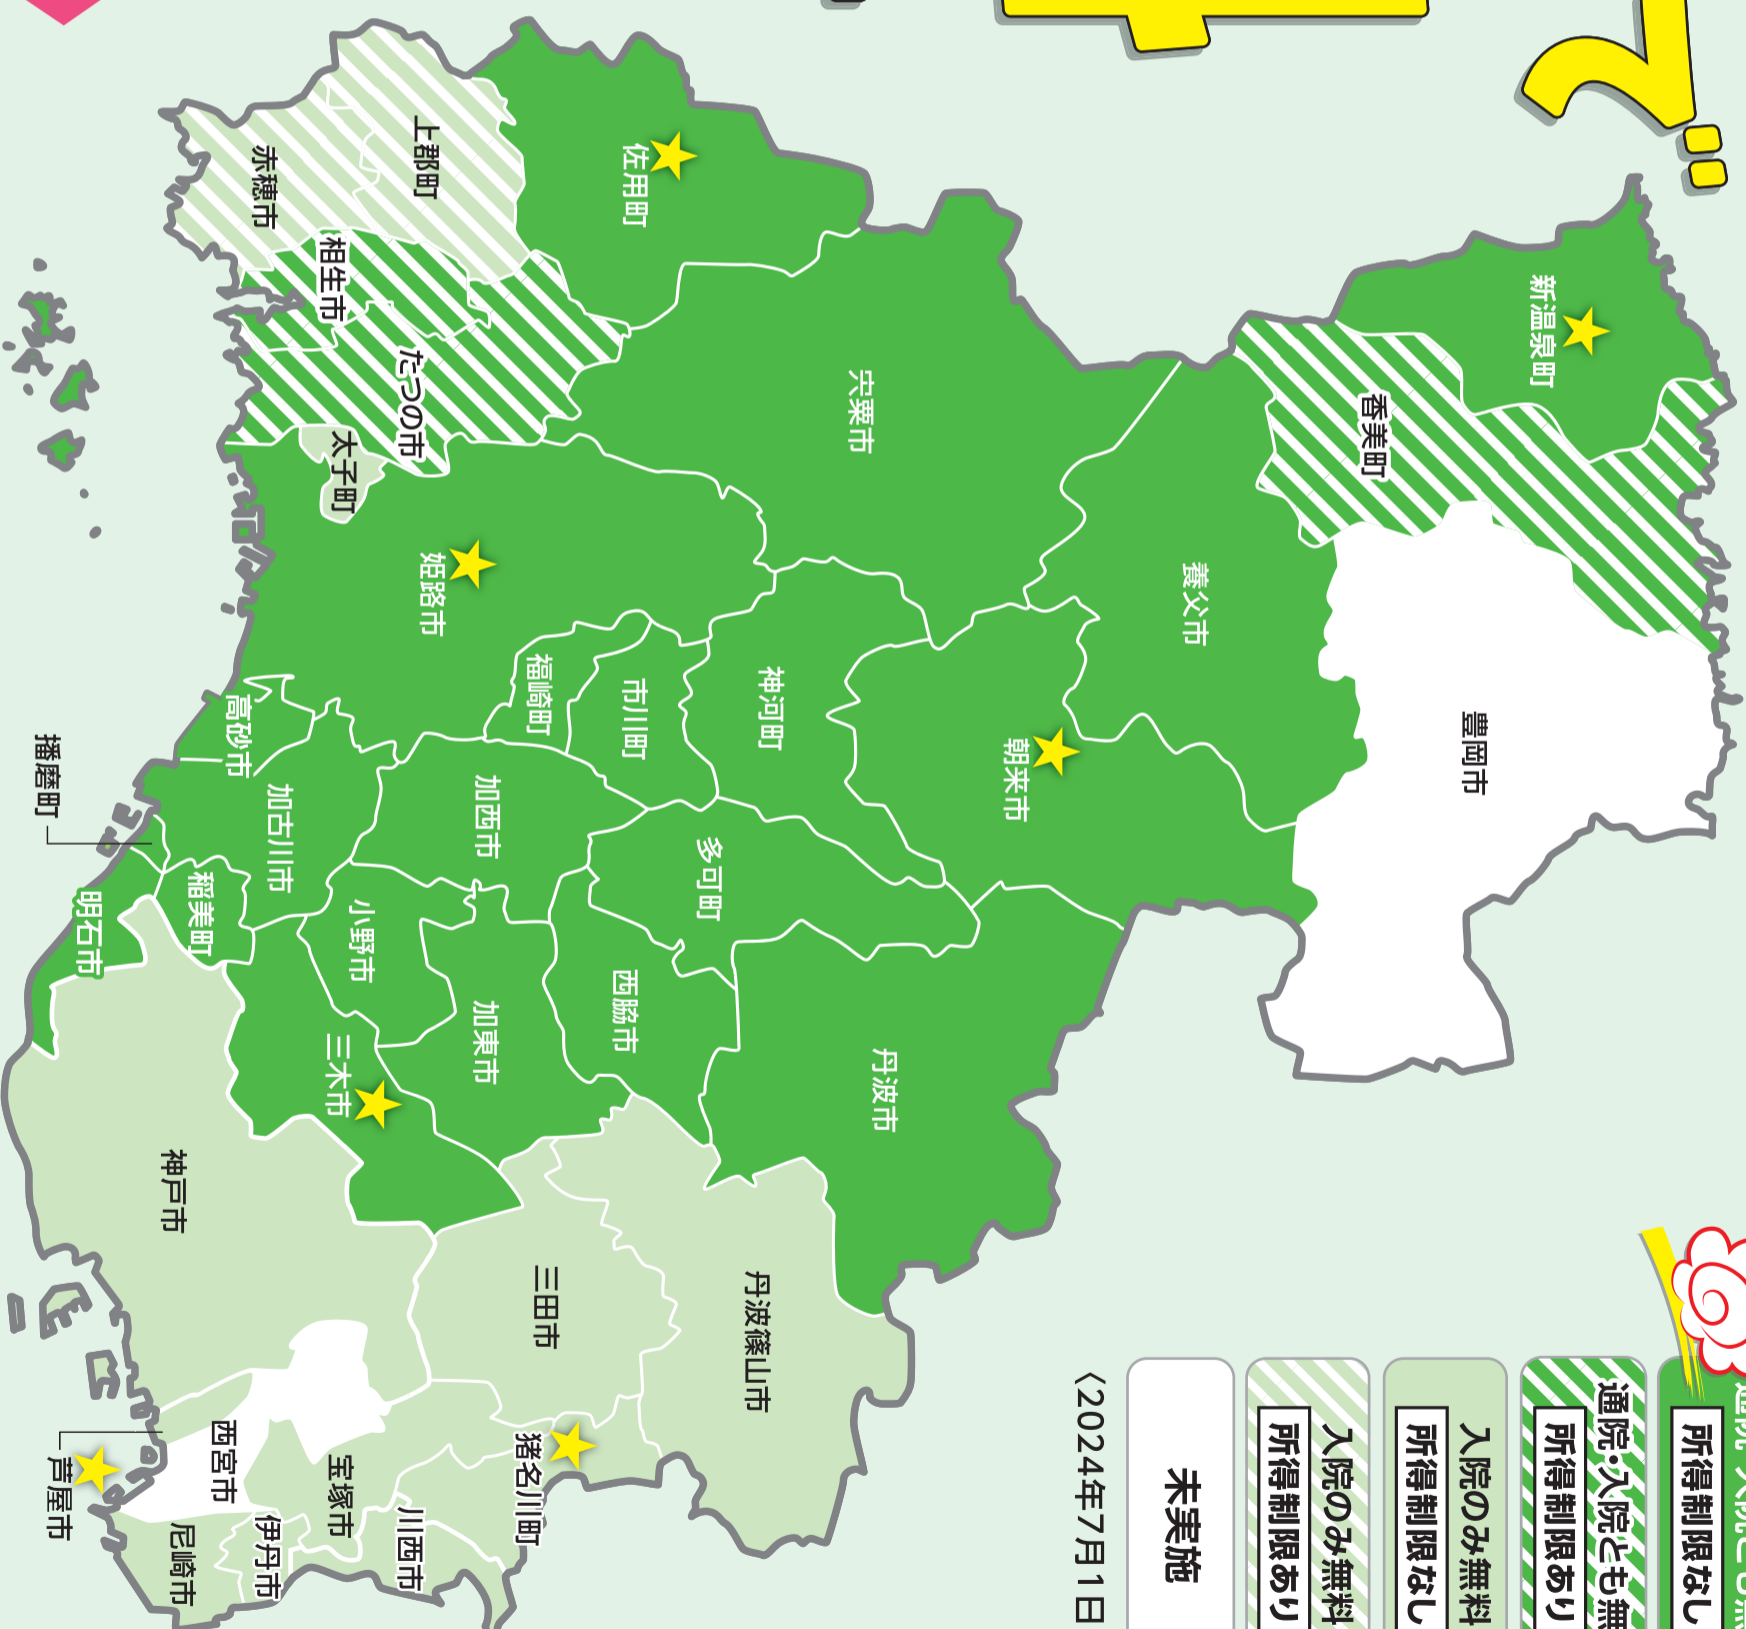 新温泉町
香美町
豊岡市
養父市
朝来市
宍粟市
佐用町
上郡町
赤穂市
相生市
たつの市
太子町
姫路市
神河町
市川町
福崎町
高砂市
加古川市
播磨町
稲美町
明石市
加西市
多可町
小野市
加東市
西脇市
三木市
丹波市
丹波篠山市
三田市
神戸市
猪名川町
宝塚市
川西市
西宮市
伊丹市
尼崎市
芦屋市
所得制限なし
通院・入院とも無
所得制限あり
入院のみ無料
所得制限なし
入院のみ無料
所得制限あり
未実施
〈2024年7月1日